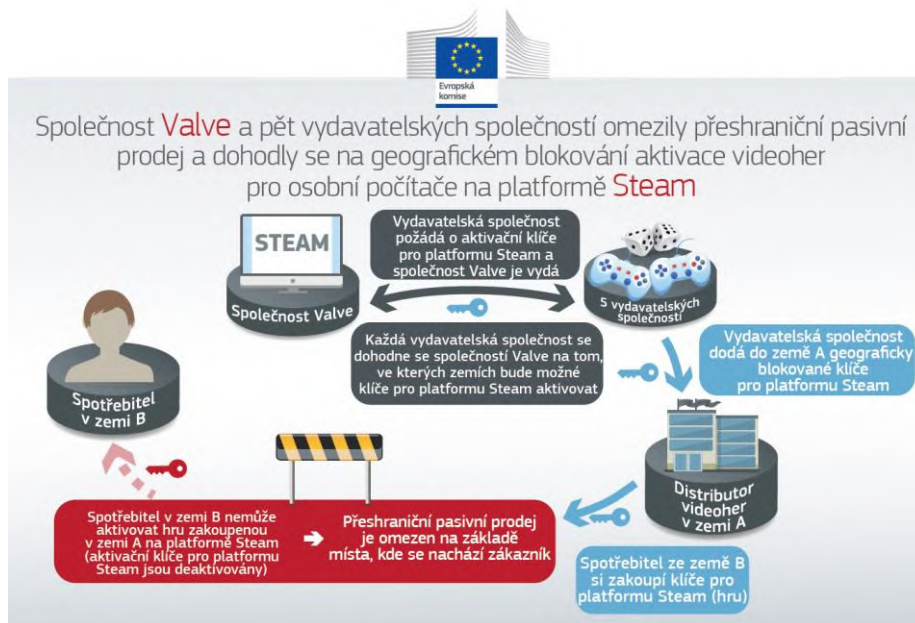 Evropská
komise
Společnost Valve a pět vydavatelských společností omezily přeshraniční pasivní
prodej a dohodly se na geografickém blokování aktivace videoher
pro osobní počítače na platformě Steam
STEAM
Společnost Valve
Vydavatelská společnost
požádá o aktivační klíče
pro platformu Steam a
společnost Valve je vydá
5 vydavatelských
společností
Každá vydavatelská společnost se
dohodne se společností Valve na tom,
ve kterých zemích bude možné
klíče pro platformu Steam aktivovat
Vydavatelská společnost
dodá do země A geograficky
blokované klíče
pro platformu Steam
Spotřebitel
v zemi B
Distributor
videoher
v zemi A
Spotřebitel v zemi B nemůže
aktivovat hru zakoupenou
v zemi A na platformě Steam
(aktivační klíče pro platformu
Steam jsou deaktivovány)
Přeshraniční pasivní prodej
je omezen na základě
místa, kde se nachází zákazník
Spotřebitel ze země B
si zakoupí klíče pro
platformu Steam (hru)